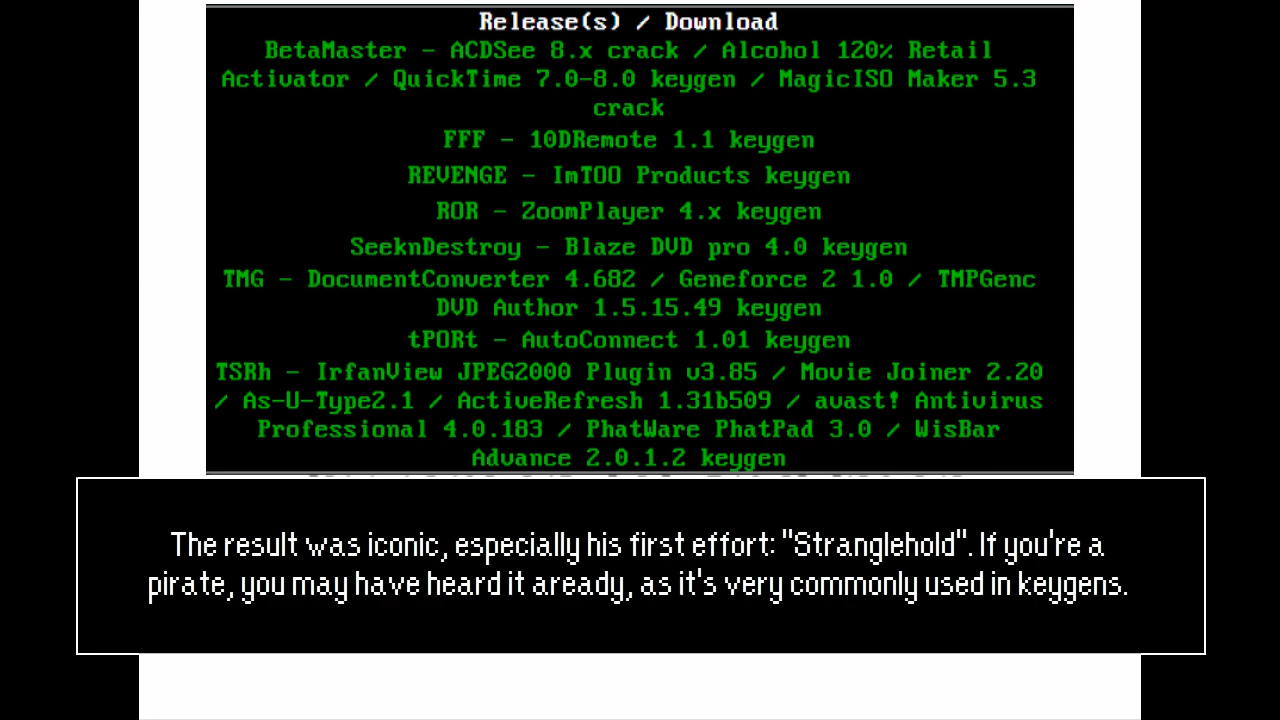 Release(s) / Download
BetaMaster - ACDSee 8.x crack / Alcohol 120% Retail
Activator / QuickTime 7.0-8.0 keygen / MagicISO Maker 5.3
crack
FFF - 10DRemote 1.1 keygen
REVENGE - ImTOO Products keygen
ROR - ZoomPlayer 4.x keygen
SeeknDestroy - Blaze DVD pro 4.0 keygen
TMG - DocumentConverter 4.682 / Geneforce 2 1.0 / TMPGenc
DVD Author 1.5.15.49 keygen
tPORt - AutoConnect 1.01 keygen
TSRh - IrfanView JPEG2000 Plugin v3.85 / Movie Joiner 2.20
/ As-U-Type2.1 / ActiveRefresh 1.31b509 / avast! Antivirus
Professional 4.0.183 / PhatWare PhatPad 3.0 / WisBar
Advance 2.0.1.2 keygen
The result was iconic, especially his first effort: "Stranglehold". If you're a
pirate, you may have heard it aready, as it's very commonly used in keygens.